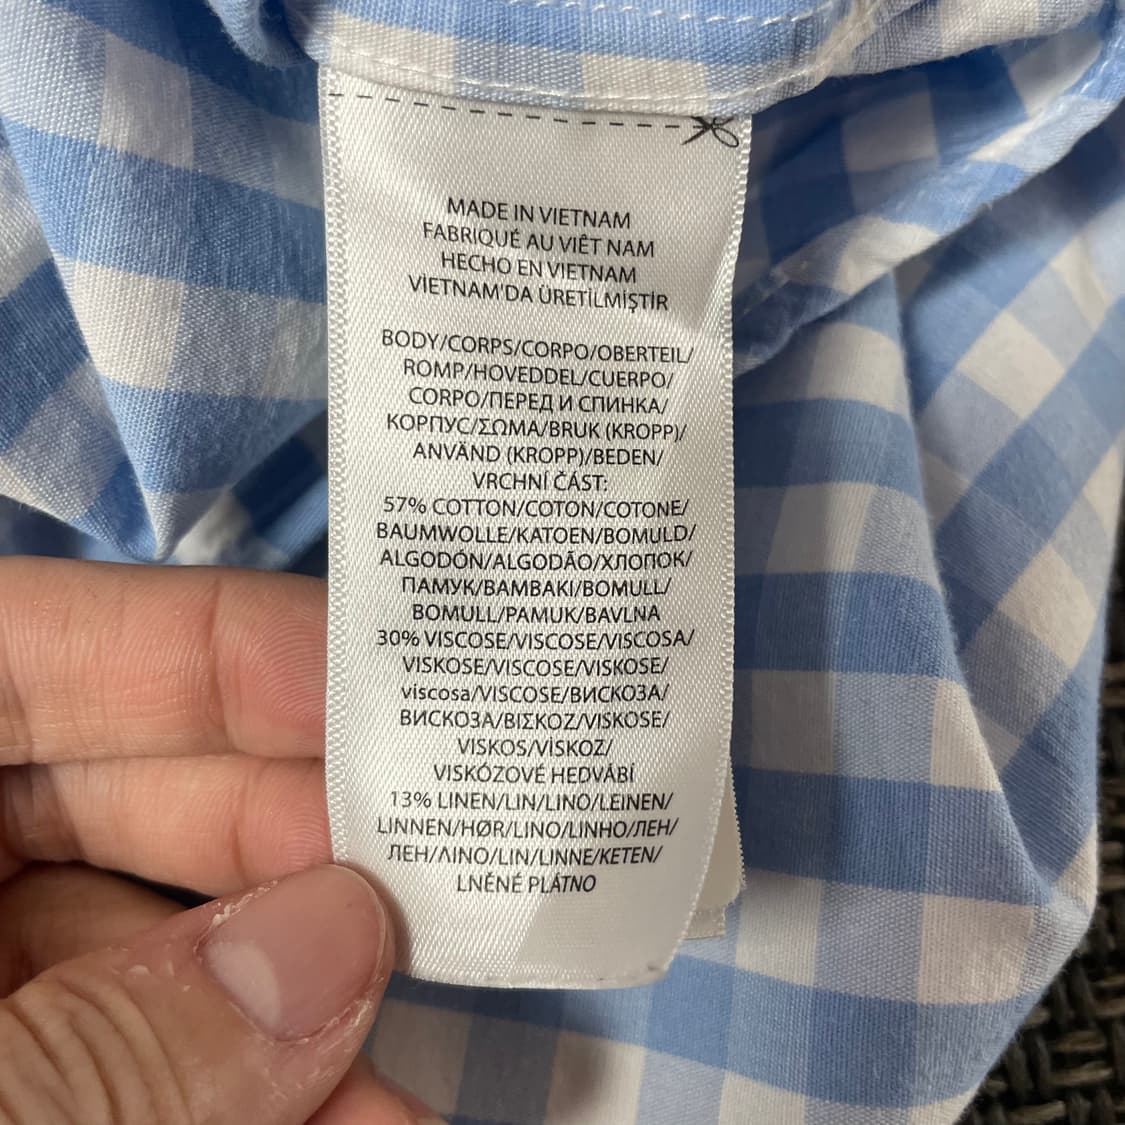 MADE IN VIETNAM
FABRIQUÉ AU VIÊT NAM
HECHO EN VIETNAM
VİETNAM'DA ÜRETİLMİŞTİR
BODY/CORPS/CORPO/OBERTEIL/
ROMP/HOVEDDEL/CUERPO/
CORPO/ПЕРЕД И СПИНКА/
КОРПУС/ΣΩΜΑ/BRUK (KROPP)/
ANVÄND (KROPP)/BEDEN/
VRCHNÍ ČÁST:
57% COTTON/COTON/COTONE/
BAUMWOLLE/KATOEN/BOMULD/
ALGODÓN/ALGODÃO/ХЛОПОК/
ПАМУК/ΒΑΜΒΑΚΙ/BOMULL/
BOMULL/PAMUK/BAVLNA
30% VISCOSE/VISCOSE/VISCOSA/
VISKOSE/VISCOSE/VISKOSE/
viscosa/VISCOSE/ВИСКОЗА/
ВИСКОЗА/ΒΙΣΚΟΖ/VISKOSE/
VISKOS/VİSKOZ/
VISKÓZOVÉ HEDVÁBÍ
13% LINEN/LIN/LINO/LEINEN/
LINNEN/HØR/LINO/LINHO/ЛЕН/
ЛЕН/ΛΙΝΟ/LIN/LINNE/KETEN/
LNĚNÉ PLÁTNO